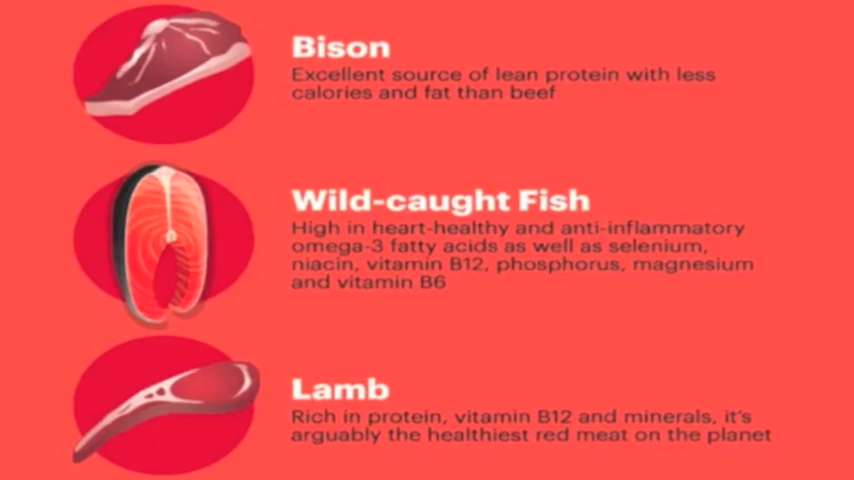 Bison
Excellent source of lean protein with less
calories and fat than beef
Wild-caught Fish
High in heart-healthy and anti-inflammatory
omega-3 fatty acids as well as selenium,
niacin, vitamin B12, phosphorus, magnesium
and vitamin B6
Lamb
Rich in protein, vitamin B12 and minerals, it's
arguably the healthiest red meat on the planet